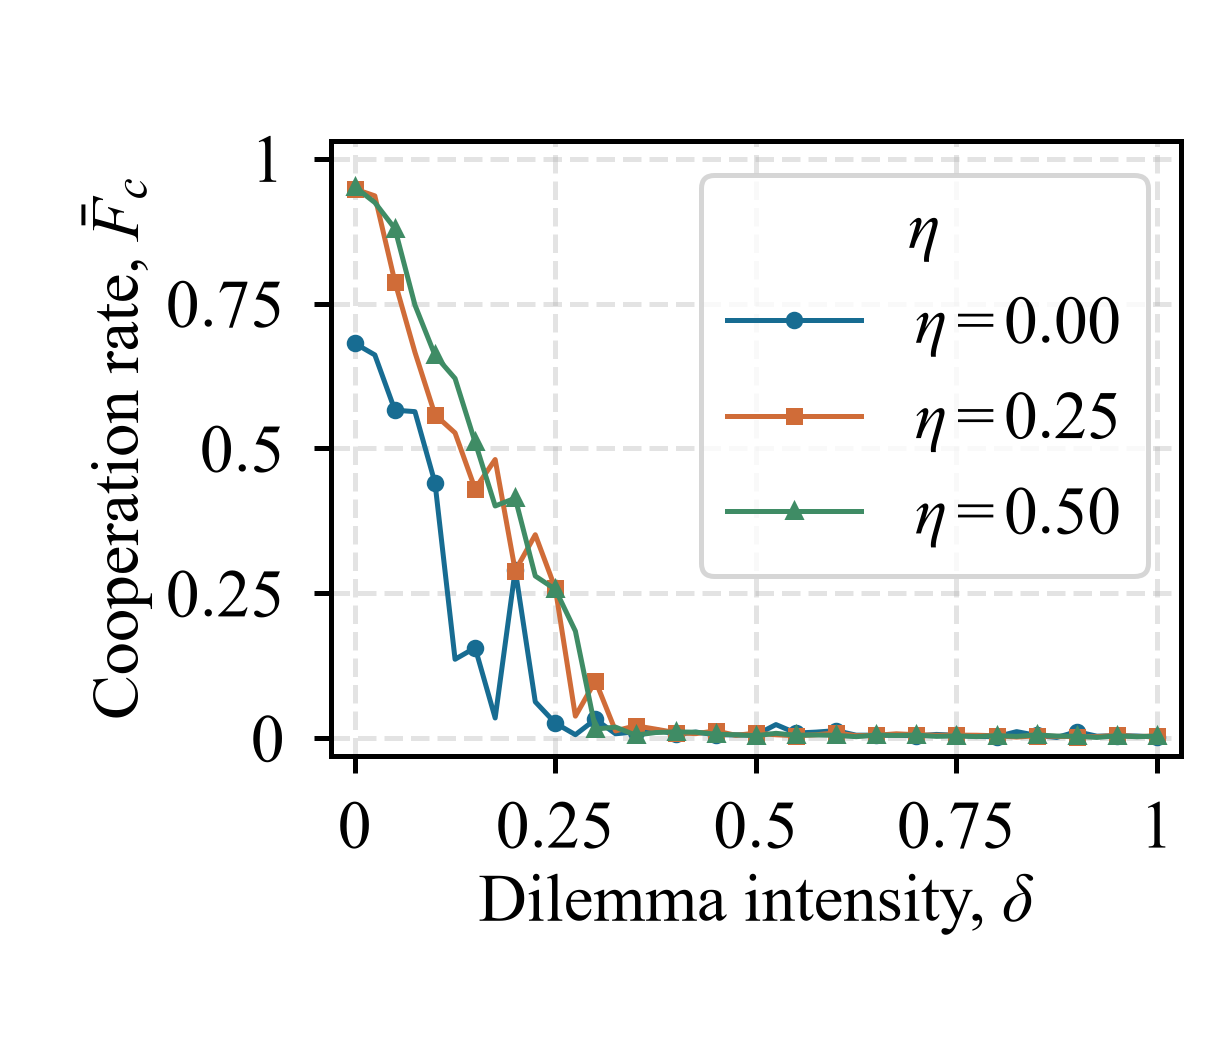 1
0.75
0.5
0.25
0
Cooperation rate, F̄c
η
η = 0.00
η = 0.25
η = 0.50
0 0.25 0.5 0.75 1
Dilemma intensity, δ